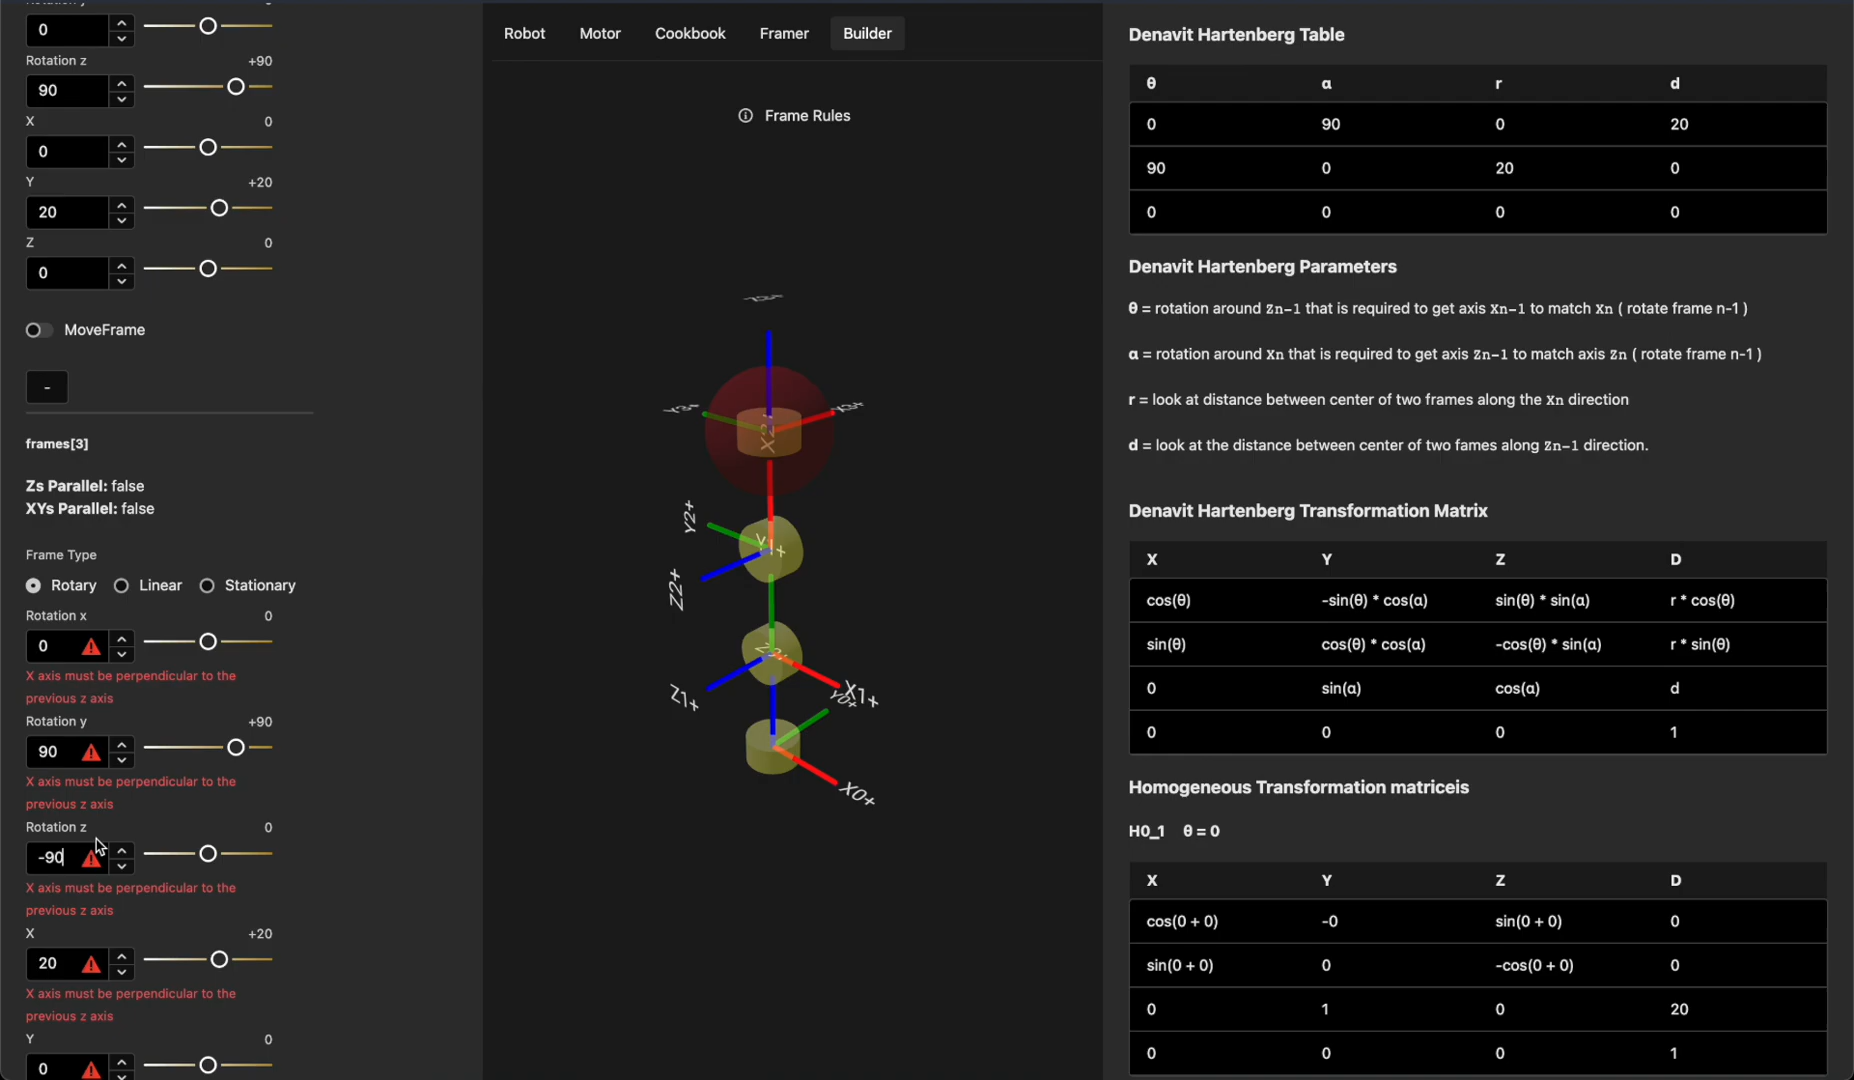 0
Rotation z +90
90
X 0
0
Y +20
20
Z 0
0
MoveFrame
-
frames[3]
Zs Parallel: false
XYs Parallel: false
Frame Type
Rotary Linear Stationary
Rotation x 0
0
X axis must be perpendicular to the
previous z axis
Rotation y +90
90
X axis must be perpendicular to the
previous z axis
Rotation z 0
-90
X axis must be perpendicular to the
previous z axis
X +20
20
X axis must be perpendicular to the
previous z axis
Y 0
0
Robot Motor Cookbook Framer Builder
Frame Rules
Z3+
Y3+ X3+
X2+
Y2+
Y1+
Z2+
Z1+
X1+
Y0+
X0+
Denavit Hartenberg Table
θ α r d
0 90 0 20
90 0 20 0
0 0 0 0
Denavit Hartenberg Parameters
θ = rotation around Zn-1 that is required to get axis Xn-1 to match Xn ( rotate frame n-1 )
α = rotation around Xn that is required to get axis Zn-1 to match axis Zn ( rotate frame n-1 )
r = look at distance between center of two frames along the Xn direction
d = look at the distance between center of two fames along Zn-1 direction.
Denavit Hartenberg Transformation Matrix
X Y Z D
cos(θ) -sin(θ) * cos(α) sin(θ) * sin(α) r * cos(θ)
sin(θ) cos(θ) * cos(α) -cos(θ) * sin(α) r * sin(θ)
0 sin(α) cos(α) d
0 0 0 1
Homogeneous Transformation matriceis
H0_1 θ = 0
X Y Z D
cos(0 + 0) -0 sin(0 + 0) 0
sin(0 + 0) 0 -cos(0 + 0) 0
0 1 0 20
0 0 0 1